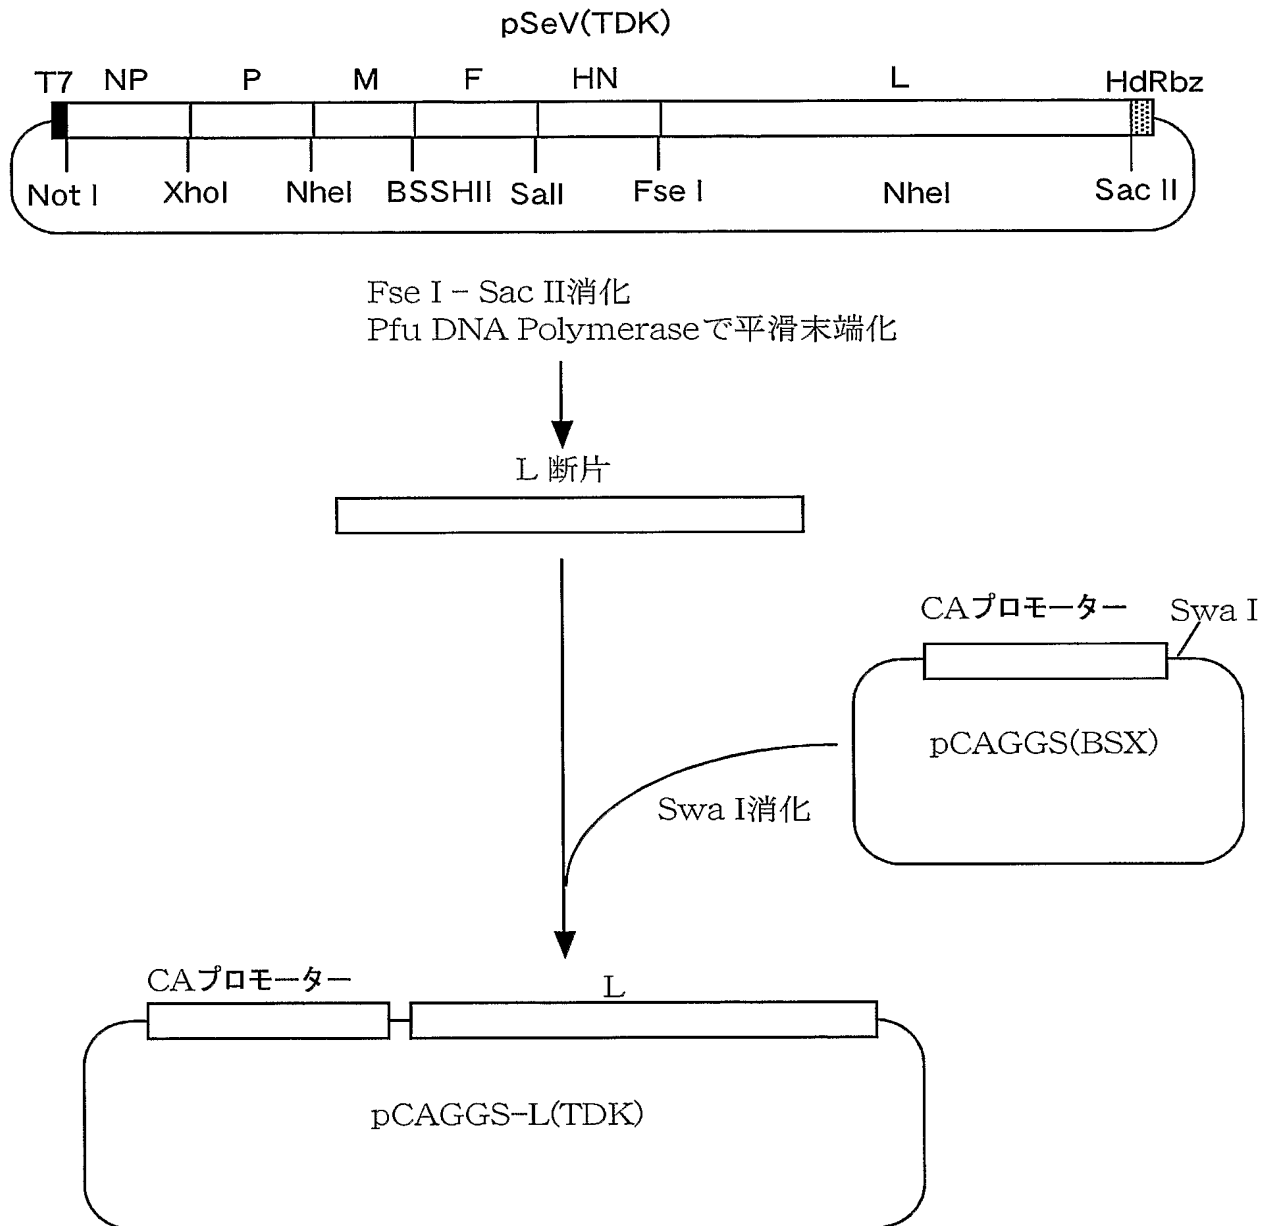 pSeV(TDK)
T7 NP P M F HN L HdRbz
Not I XhoI NheI BSSHII SalI Fse I NheI Sac II
Fse I − Sac II消化
Pfu DNA Polymeraseで平滑末端化
L 断片
CAプロモーター Swa I
pCAGGS(BSX)
Swa I消化
CAプロモーター L
pCAGGS-L(TDK)